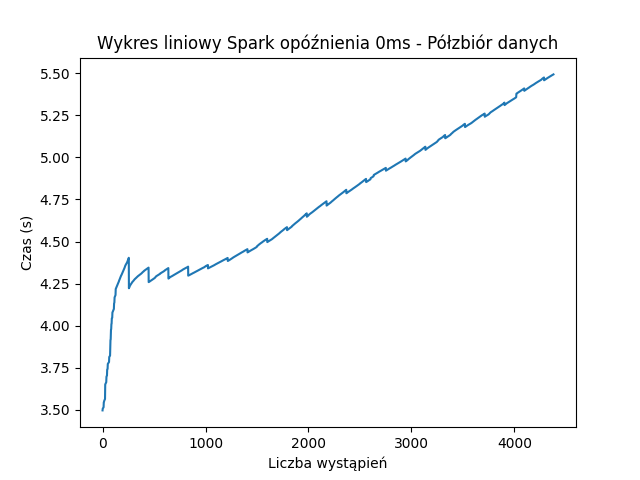 Wykres liniowy Spark opóźnienia 0ms - Półzbiór danych
5.50
5.25
5.00
4.75
4.50
4.25
4.00
3.75
3.50
Czas (s)
0 1000 2000 3000 4000
Liczba wystąpień